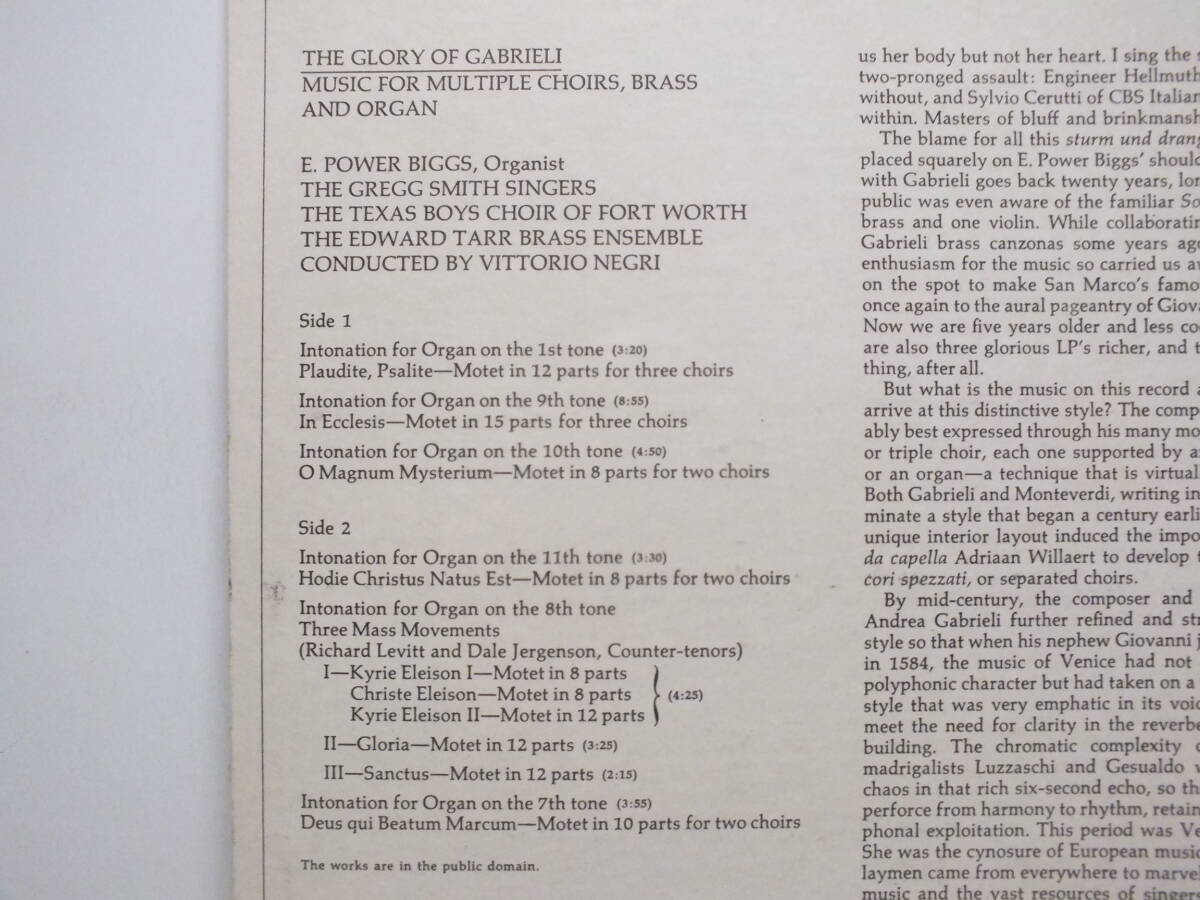 THE GLORY OF GABRIELI
MUSIC FOR MULTIPLE CHOIRS, BRASS
AND ORGAN
E. POWER BIGGS, Organist
THE GREGG SMITH SINGERS
THE TEXAS BOYS CHOIR OF FORT WORTH
THE EDWARD TARR BRASS ENSEMBLE
CONDUCTED BY VITTORIO NEGRI
Side 1
Intonation for Organ on the 1st tone (3:20)
Plaudite, Psalite—Motet in 12 parts for three choirs
Intonation for Organ on the 9th tone (8:55)
In Ecclesis—Motet in 15 parts for three choirs
Intonation for Organ on the 10th tone (4:50)
O Magnum Mysterium—Motet in 8 parts for two choirs
Side 2
Intonation for Organ on the 11th tone (3:30)
Hodie Christus Natus Est—Motet in 8 parts for two choirs
Intonation for Organ on the 8th tone
Three Mass Movements
(Richard Levitt and Dale Jergenson, Counter-tenors)
I—Kyrie Eleison I—Motet in 8 parts
Christe Eleison—Motet in 8 parts (4:25)
Kyrie Eleison II—Motet in 12 parts
II—Gloria—Motet in 12 parts (3:25)
III—Sanctus—Motet in 12 parts (2:15)
Intonation for Organ on the 7th tone (3:55)
Deus qui Beatum Marcum—Motet in 10 parts for two choirs
The works are in the public domain.
us her body but not her heart. I sing the
two-pronged assault: Engineer Hellmuth
without, and Sylvio Cerutti of CBS Italian
within. Masters of bluff and brinkmansh
The blame for all this sturm und drang
placed squarely on E. Power Biggs' should
with Gabrieli goes back twenty years, lon
public was even aware of the familiar So
brass and one violin. While collaboratin
Gabrieli brass canzonas some years ago
enthusiasm for the music so carried us aw
on the spot to make San Marco's famo
once again to the aural pageantry of Giova
Now we are five years older and less co
are also three glorious LP's richer, and t
thing, after all.
But what is the music on this record a
arrive at this distinctive style? The comp
ably best expressed through his many mo
or triple choir, each one supported by a
or an organ—a technique that is virtuall
Both Gabrieli and Monteverdi, writing in
minate a style that began a century earli
unique interior layout induced the impo
da capella Adriaan Willaert to develop t
cori spezzati, or separated choirs.
By mid-century, the composer and
Andrea Gabrieli further refined and str
style so that when his nephew Giovanni j
in 1584, the music of Venice had not
polyphonic character but had taken on a
style that was very emphatic in its voic
meet the need for clarity in the reverbe
building. The chromatic complexity o
madrigalists Luzzaschi and Gesualdo w
chaos in that rich six-second echo, so th
perforce from harmony to rhythm, retain
phonal exploitation. This period was Ve
She was the cynosure of European music
laymen came from everywhere to marvel
music and the vast resources of singers